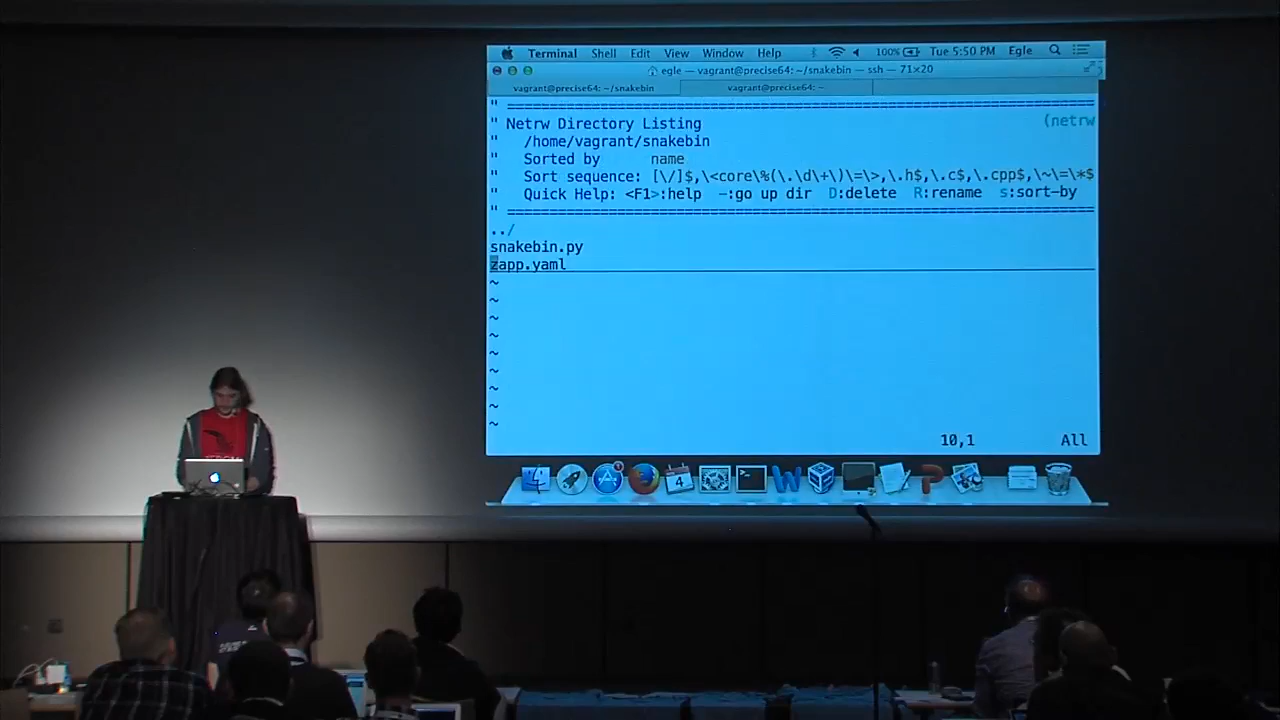 Terminal Shell Edit View Window Help 100% Tue 5:50 PM Egle
egle — vagrant@precise64: ~/snakebin — ssh — 71×20
vagrant@precise64: ~/snakebin vagrant@precise64: ~
" ============================================================================
" Netrw Directory Listing (netrw
" /home/vagrant/snakebin
" Sorted by name
" Sort sequence: [\/]$,\<core\%(\.\d\+\)\=\>,\.h$,\.c$,\.cpp$,\~\=\*$
" Quick Help: <F1>:help -:go up dir D:delete R:rename s:sort-by
" ============================================================================
../
snakebin.py
zapp.yaml
~
~
~
~
~
~
~
~
~
10,1 All
4